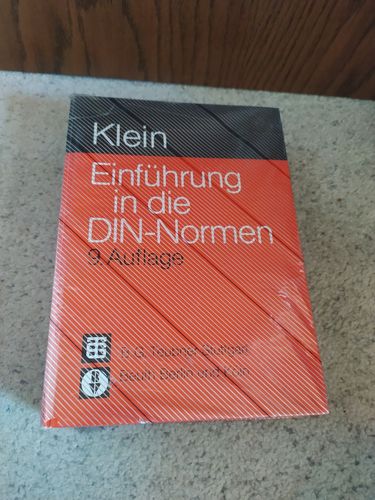 Klein
Einführung
in die
DIN-Normen
9. Auflage
B. G. Teubner Stuttgart
Beuth Berlin und Köln